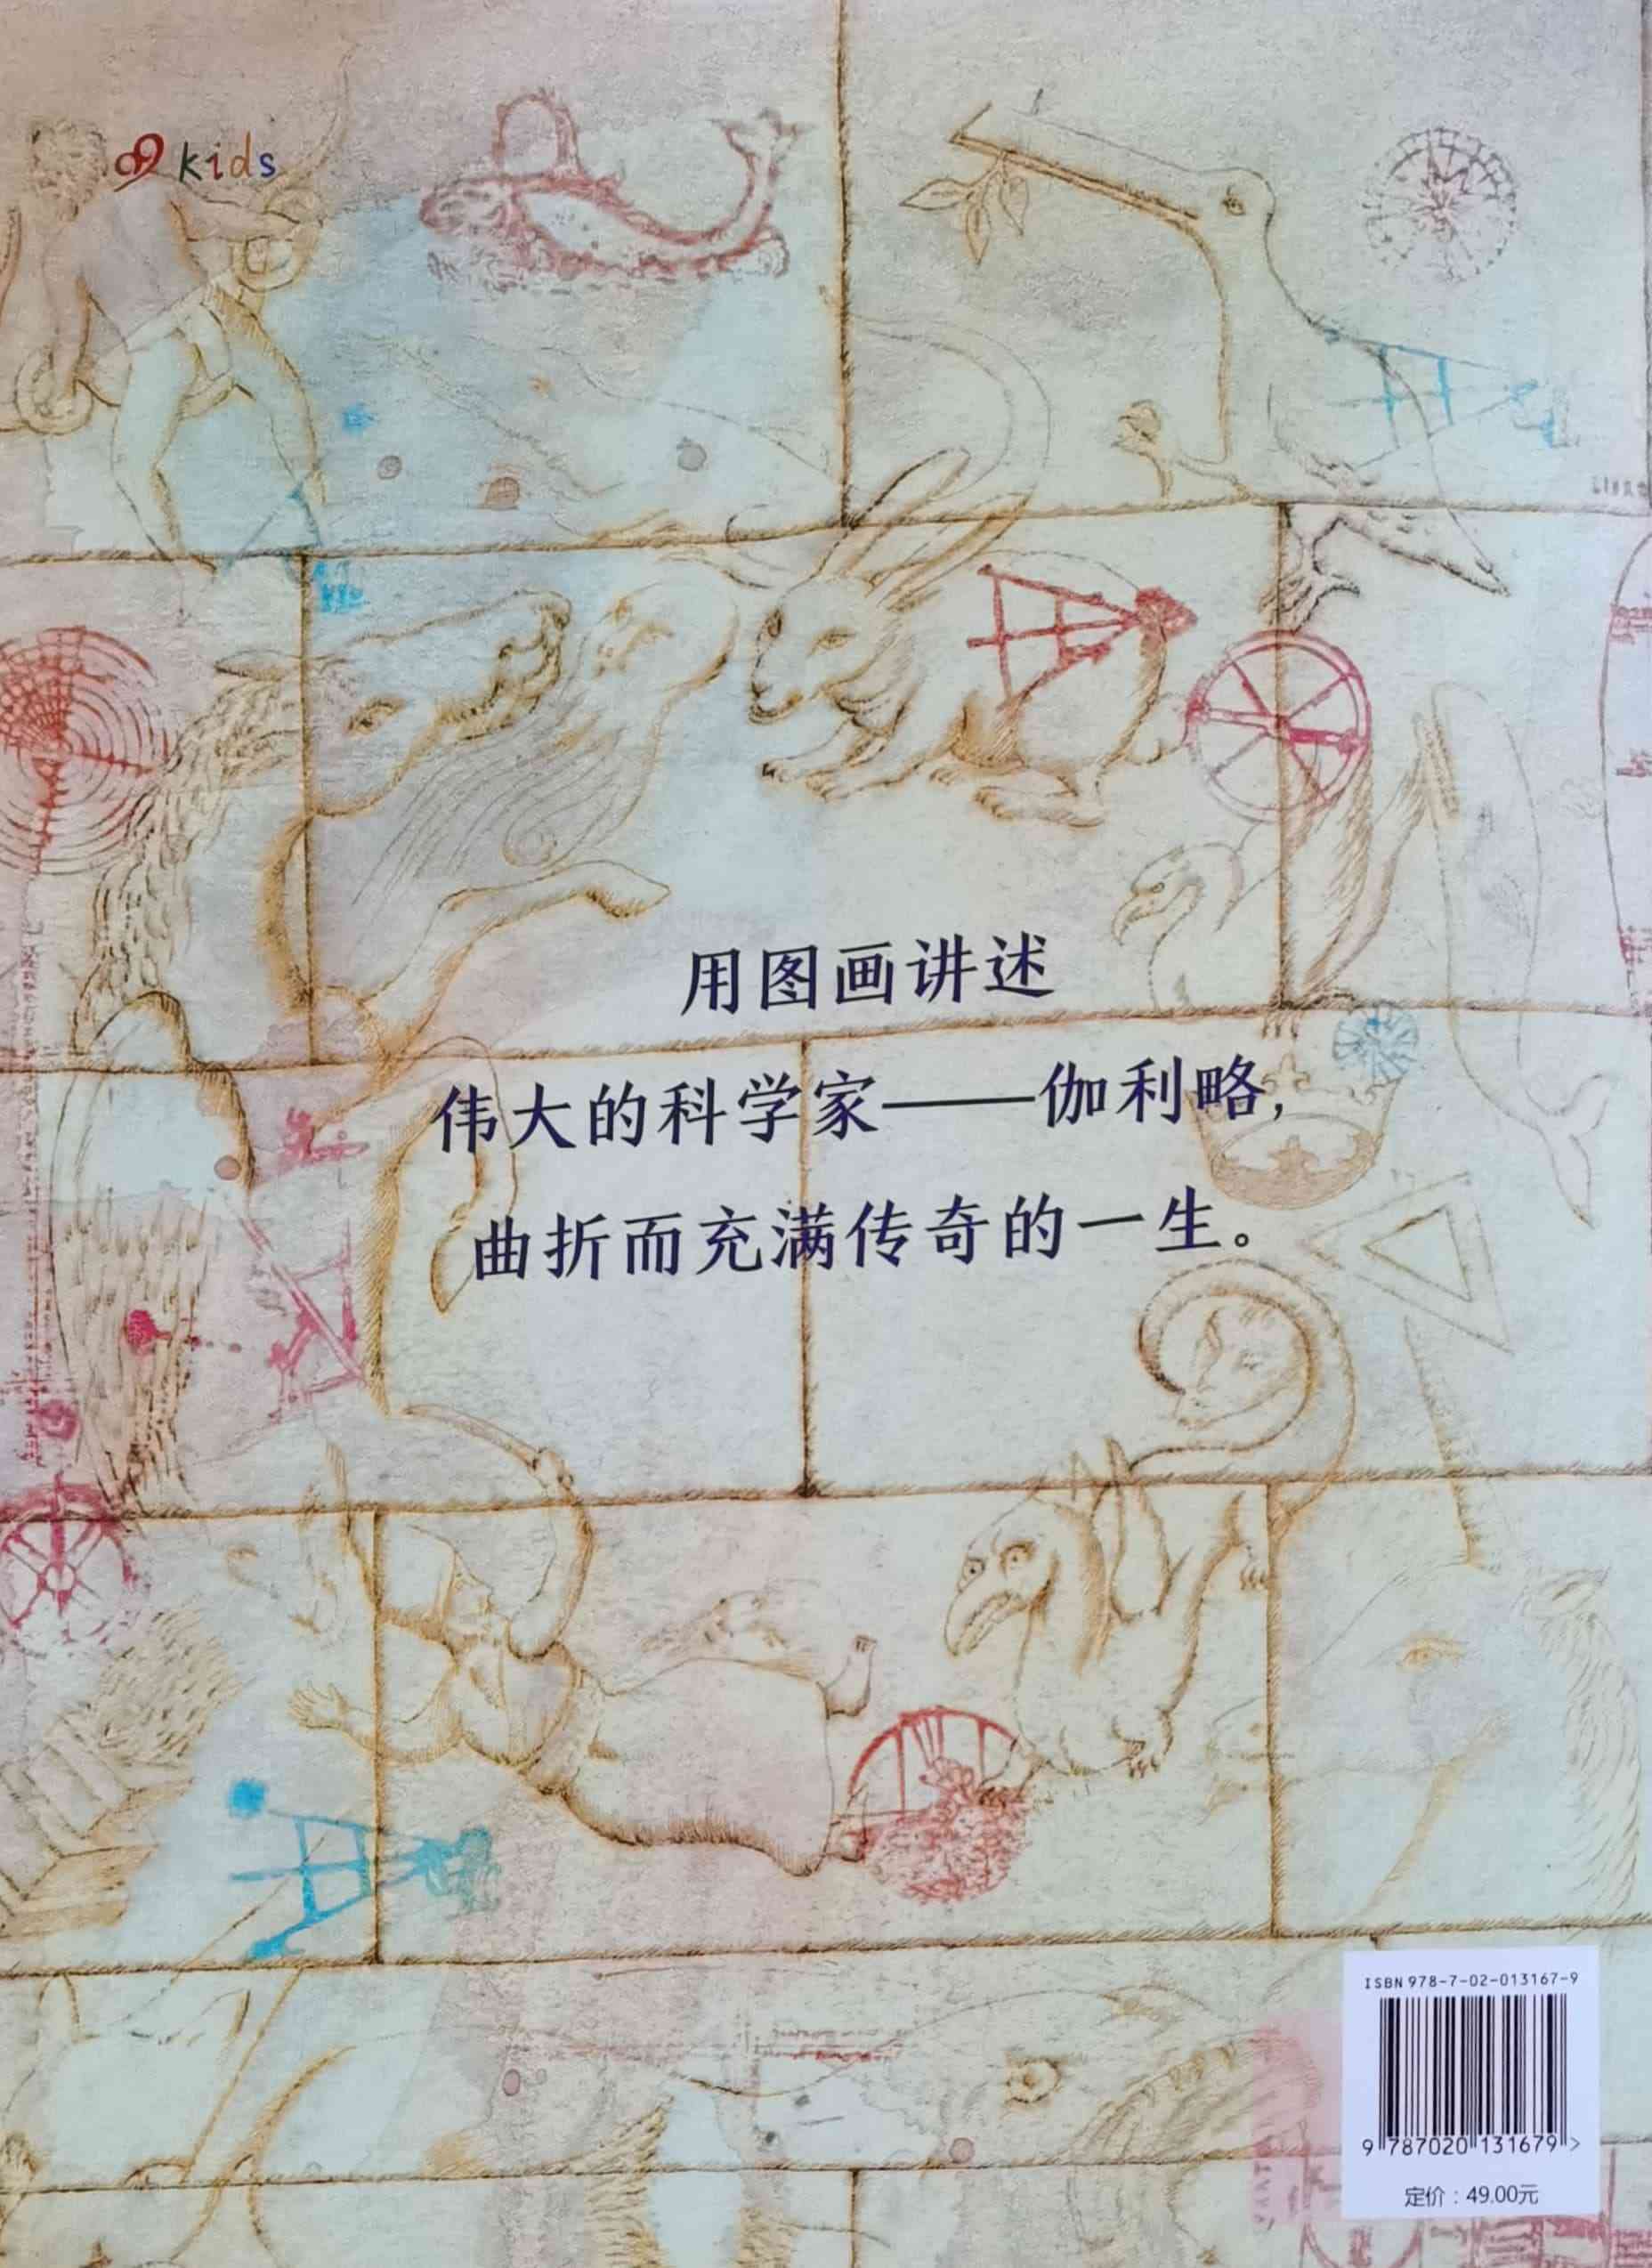 99 kids
用图画讲述
伟大的科学家——伽利略，
曲折而充满传奇的一生。
ISBN 978-7-02-013167-9
9 787020 131679 >
定价：49.00元